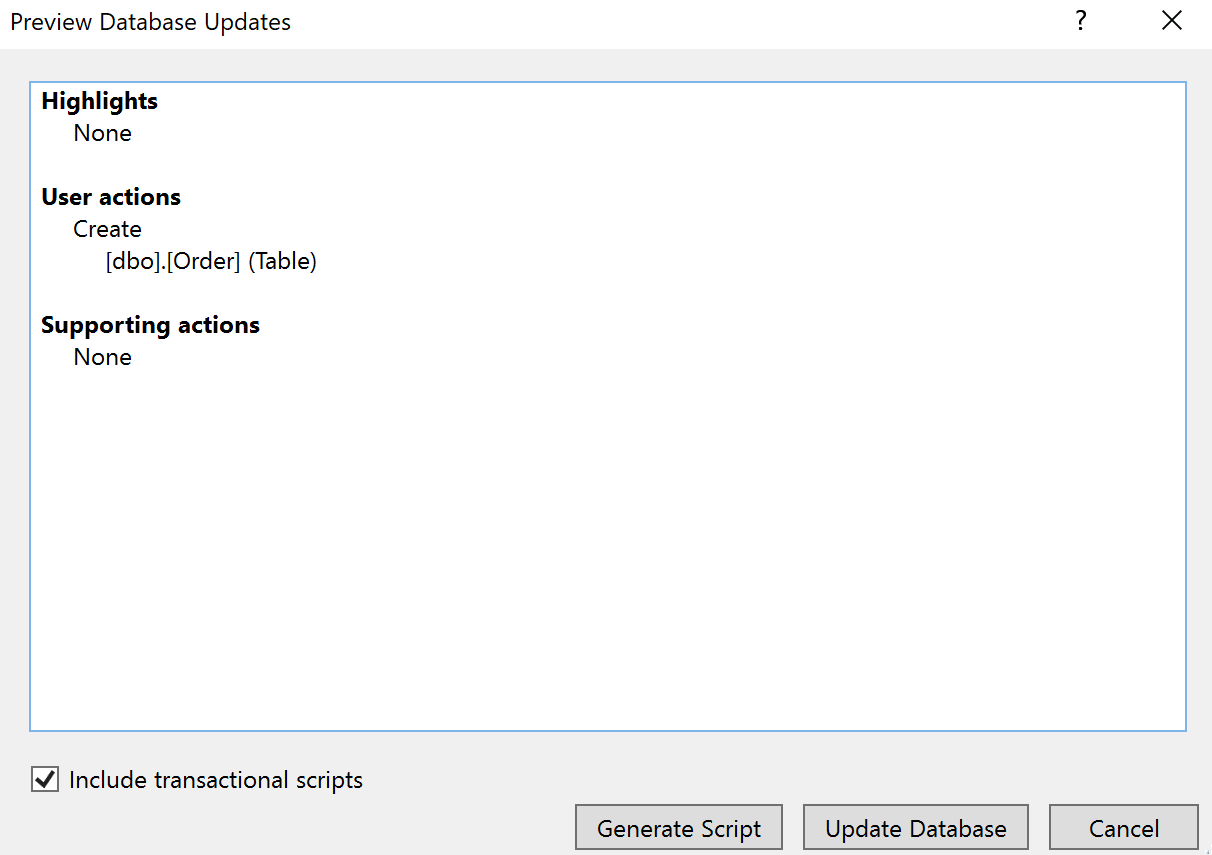 Preview Database Updates
?
Highlights
None
User actions
Create
[dbo].[Order] (Table)
Supporting actions
None
Include transactional scripts
Generate Script
Update Database
Cancel